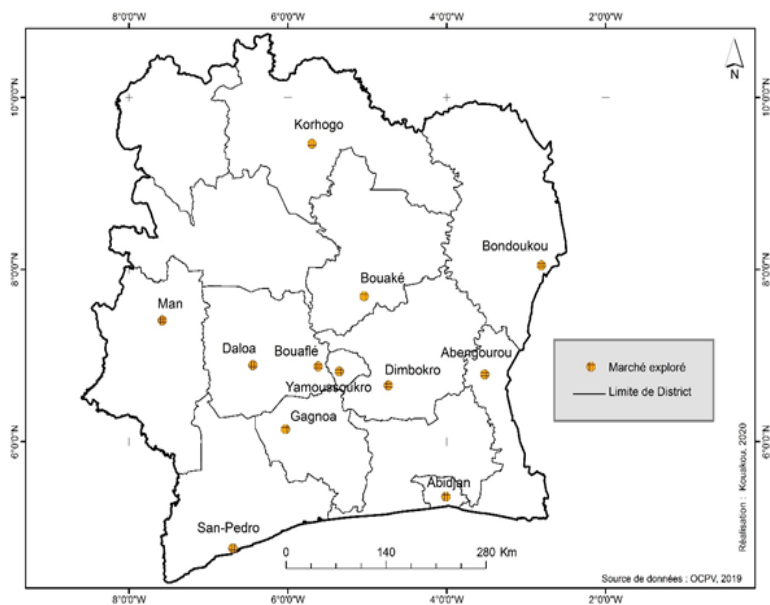 8°0'0"W 6°0'0"W 4°0'0"W 2°0'0"W
N
10°0'0"N 10°0'0"N
Korhogo
Bondoukou
8°0'0"N 8°0'0"N
Bouaké
Man
Daloa Bouaflé Abengourou
Dimbokro
Yamoussoukro
Marché exploré
Limite de District
Gagnoa
6°0'0"N 6°0'0"N
Abidjan
San-Pedro
0 140 280 Km
Réalisation : Kouakou, 2020
Source de données : OCPV, 2019
8°0'0"W 6°0'0"W 4°0'0"W 2°0'0"W